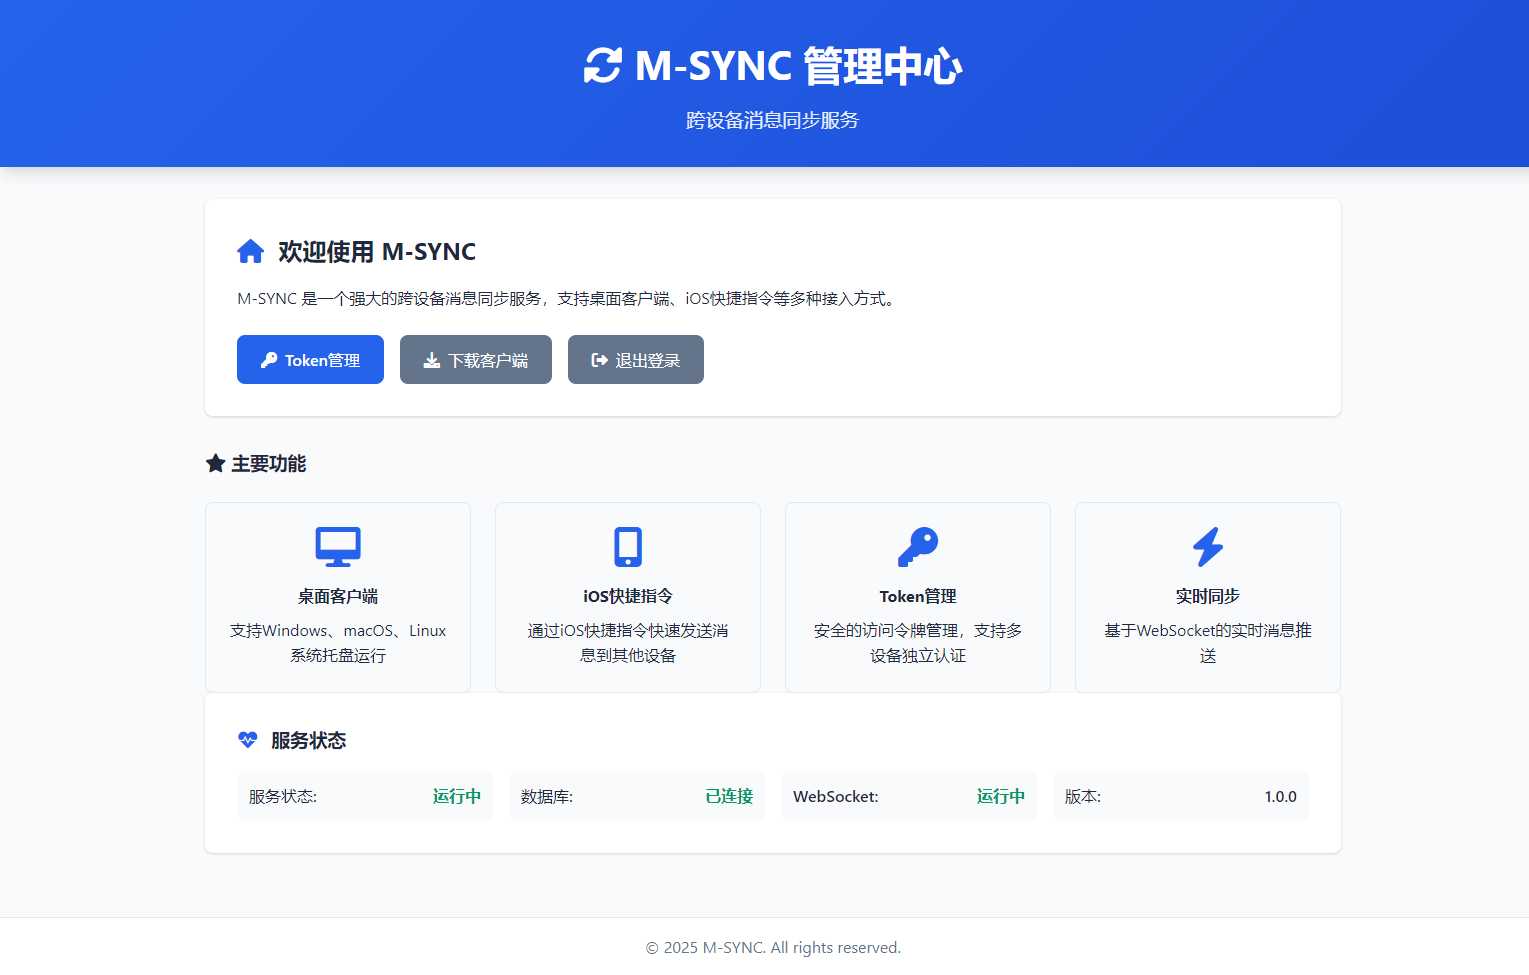 M-SYNC 管理中心
跨设备消息同步服务
欢迎使用 M-SYNC
M-SYNC 是一个强大的跨设备消息同步服务，支持桌面客户端、iOS快捷指令等多种接入方式。
Token管理
下载客户端
退出登录
主要功能
桌面客户端
支持Windows、macOS、Linux
系统托盘运行
iOS快捷指令
通过iOS快捷指令快速发送消
息到其他设备
Token管理
安全的访问令牌管理，支持多
设备独立认证
实时同步
基于WebSocket的实时消息推
送
服务状态
服务状态: 运行中
数据库: 已连接
WebSocket: 运行中
版本: 1.0.0
© 2025 M-SYNC. All rights reserved.